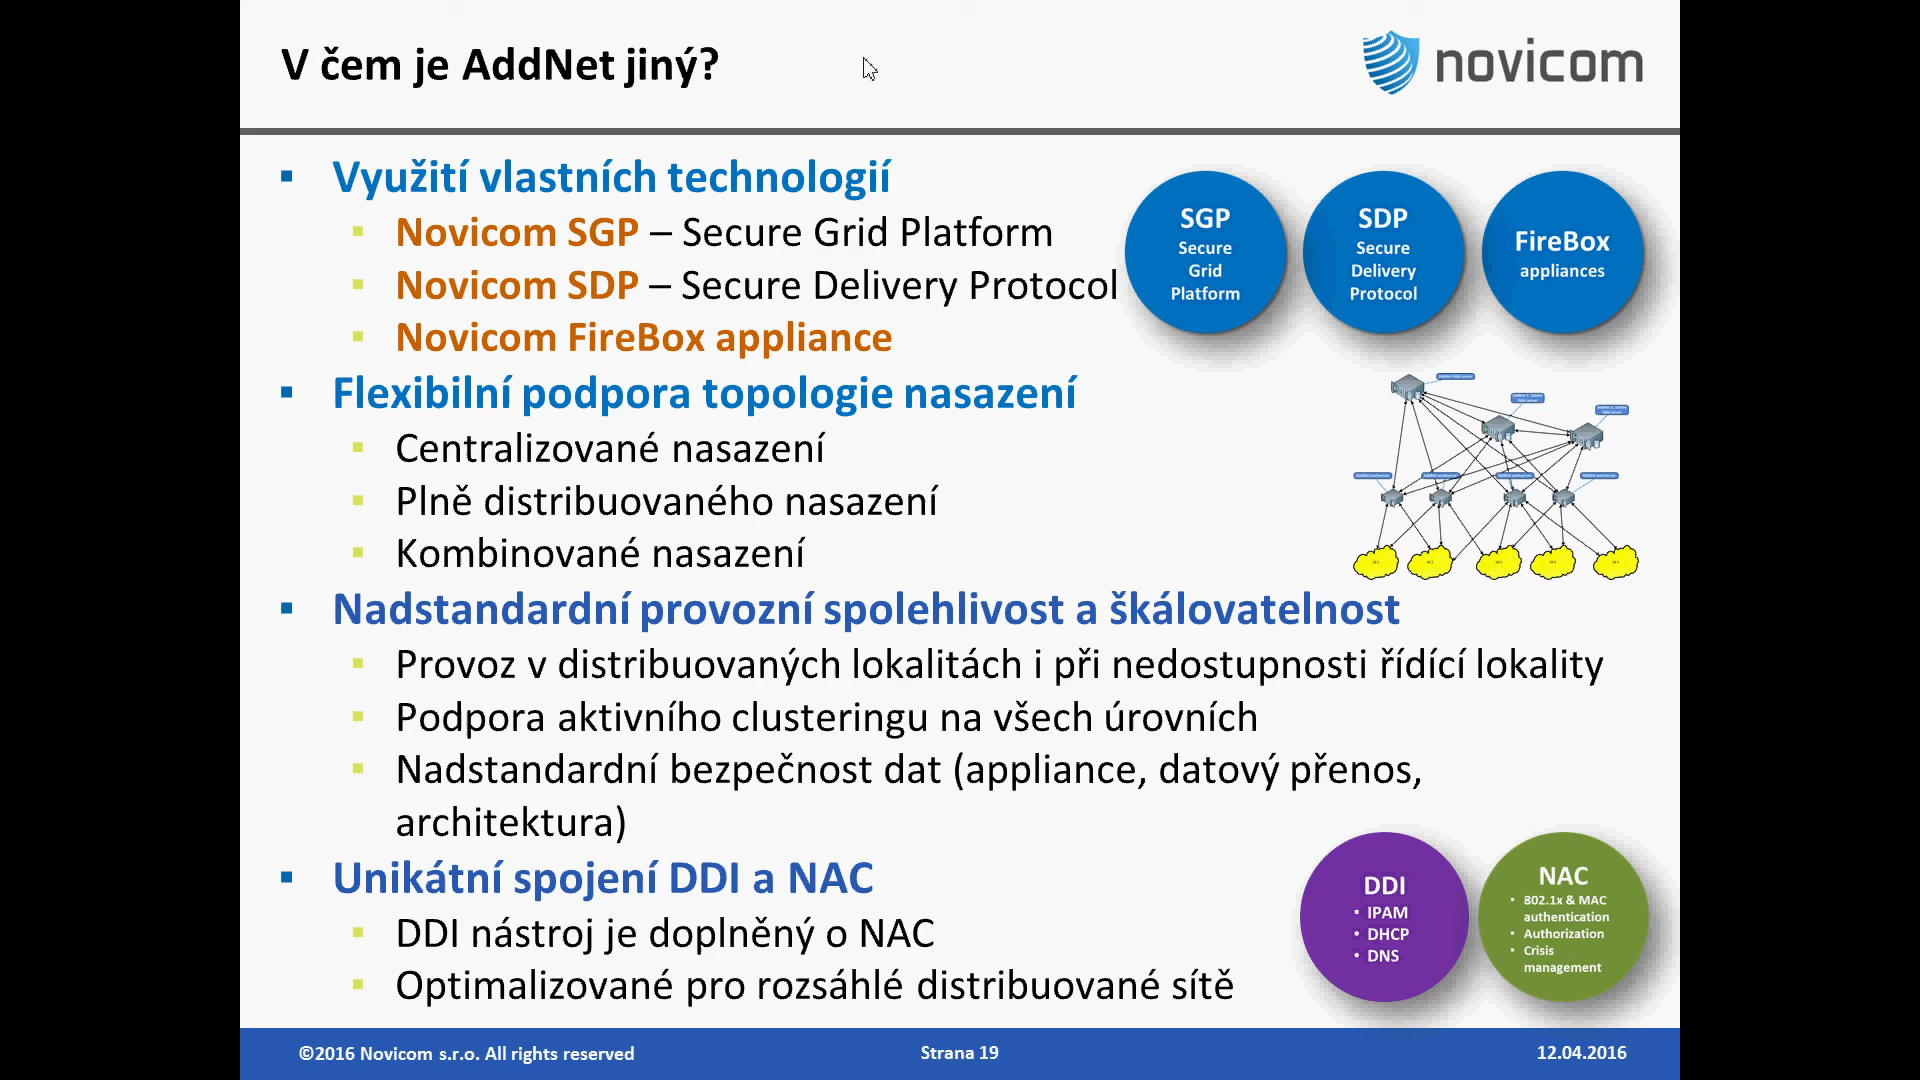 V čem je AddNet jiný?
novicom
▪ Využití vlastních technologií
▪ Novicom SGP – Secure Grid Platform
▪ Novicom SDP – Secure Delivery Protocol
▪ Novicom FireBox appliance
SGP
Secure
Grid
Platform
SDP
Secure
Delivery
Protocol
FireBox
appliances
▪ Flexibilní podpora topologie nasazení
▪ Centralizované nasazení
▪ Plně distribuovaného nasazení
▪ Kombinované nasazení
▪ Nadstandardní provozní spolehlivost a škálovatelnost
▪ Provoz v distribuovaných lokalitách i při nedostupnosti řídící lokality
▪ Podpora aktivního clusteringu na všech úrovních
▪ Nadstandardní bezpečnost dat (appliance, datový přenos,
architektura)
▪ Unikátní spojení DDI a NAC
▪ DDI nástroj je doplněný o NAC
▪ Optimalizované pro rozsáhlé distribuované sítě
DDI
• IPAM
• DHCP
• DNS
NAC
• 802.1x & MAC
authentication
• Authorization
• Crisis
management
©2016 Novicom s.r.o. All rights reserved
Strana 19
12.04.2016